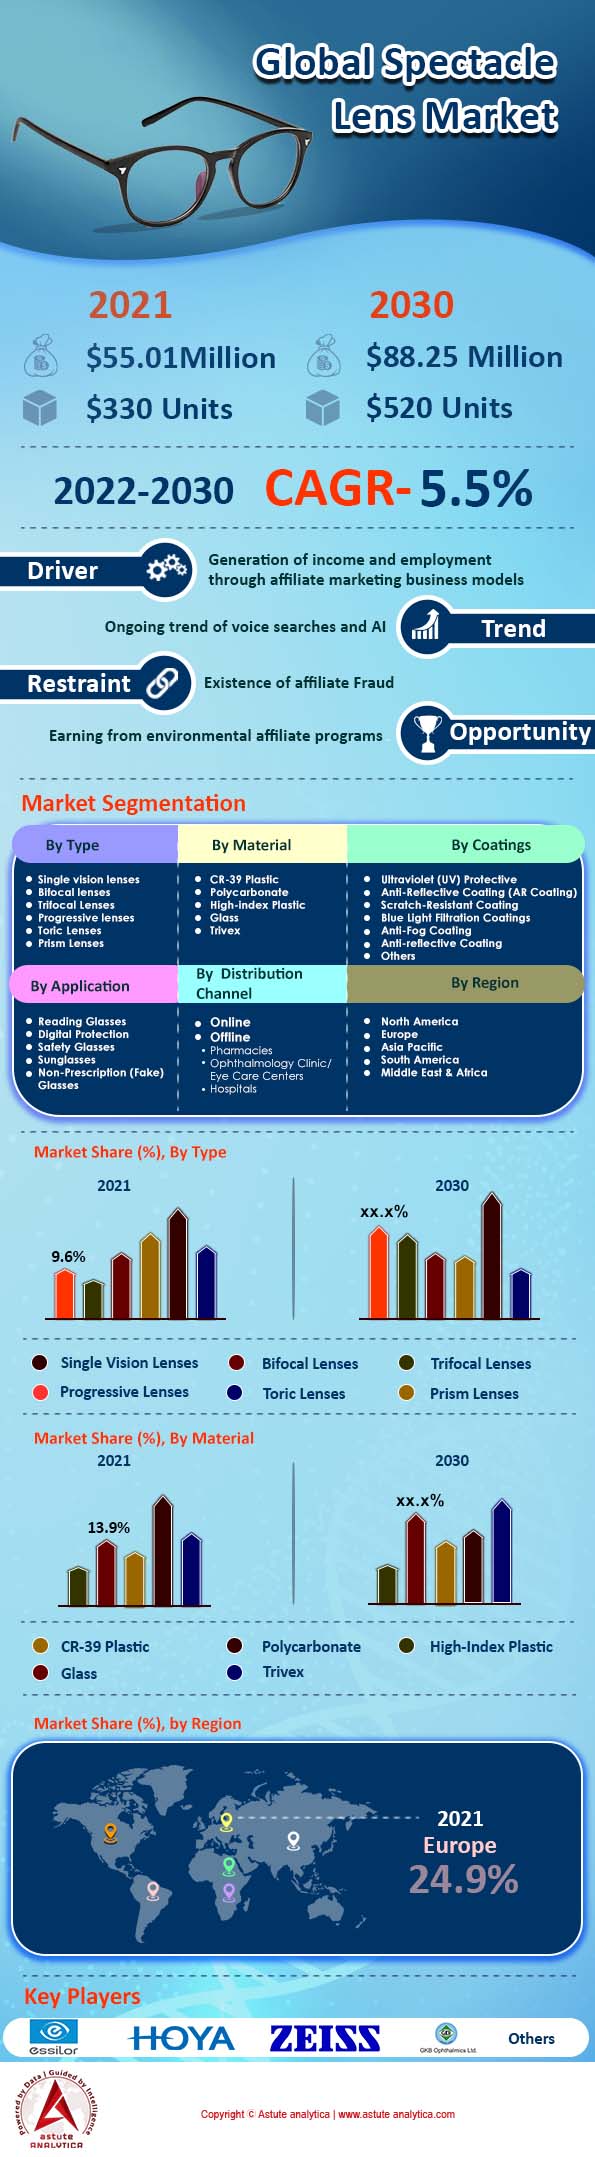 Global Spectacle
Lens Market
2021
2030
$55.01Million
$88.25 Million
$330 Units
$520 Units
2022-2030 CAGR- 5.5%
Driver
Generation of income and employment
through affiliate marketing business models
Ongoing trend of voice searches and AI
Trend
Restraint
Existence of affiliate Fraud
Earning from environmental affiliate programs
Opportunity
Market Segmentation
By Type
Single vision lenses
Bifocal lenses
Trifocal Lenses
Progressive lenses
Toric Lenses
Prism Lenses
By Material
CR-39 Plastic
Polycarbonate
High-index Plastic
Glass
Trivex
By Coatings
Ultraviolet (UV) Protective
Anti-Reflective Coating (AR Coating)
Scratch-Resistant Coating
Blue Light Filtration Coatings
Anti-Fog Coating
Anti-reflective Coating
Others
By Application
Reading Glasses
Digital Protection
Safety Glasses
Sunglasses
Non-Prescription (Fake)
Glasses
By Distribution
Channel
Online
Offline
Pharmacies
Ophthalmology Clinic/
Eye Care Centers
Hospitals
By Region
North America
Europe
Asia Pacific
South America
Middle East & Africa
Market Share (%), By Type
2021
2030
9.6%
xx.x%
Single Vision Lenses
Bifocal Lenses
Trifocal Lenses
Progressive Lenses
Toric Lenses
Prism Lenses
Market Share (%), By Material
2021
2030
13.9%
xx.x%
CR-39 Plastic
Polycarbonate
High-Index Plastic
Glass
Trivex
Market Share (%), by Region
2021
Europe
24.9%
Key Players
essilor
HOYA
ZEISS
GKB Ophthalmics Ltd.
Others
Powered by Data | Guided by Intelligence
astute
ANALYTICA
Copyright © Astute analytica | www.astute analytica.com